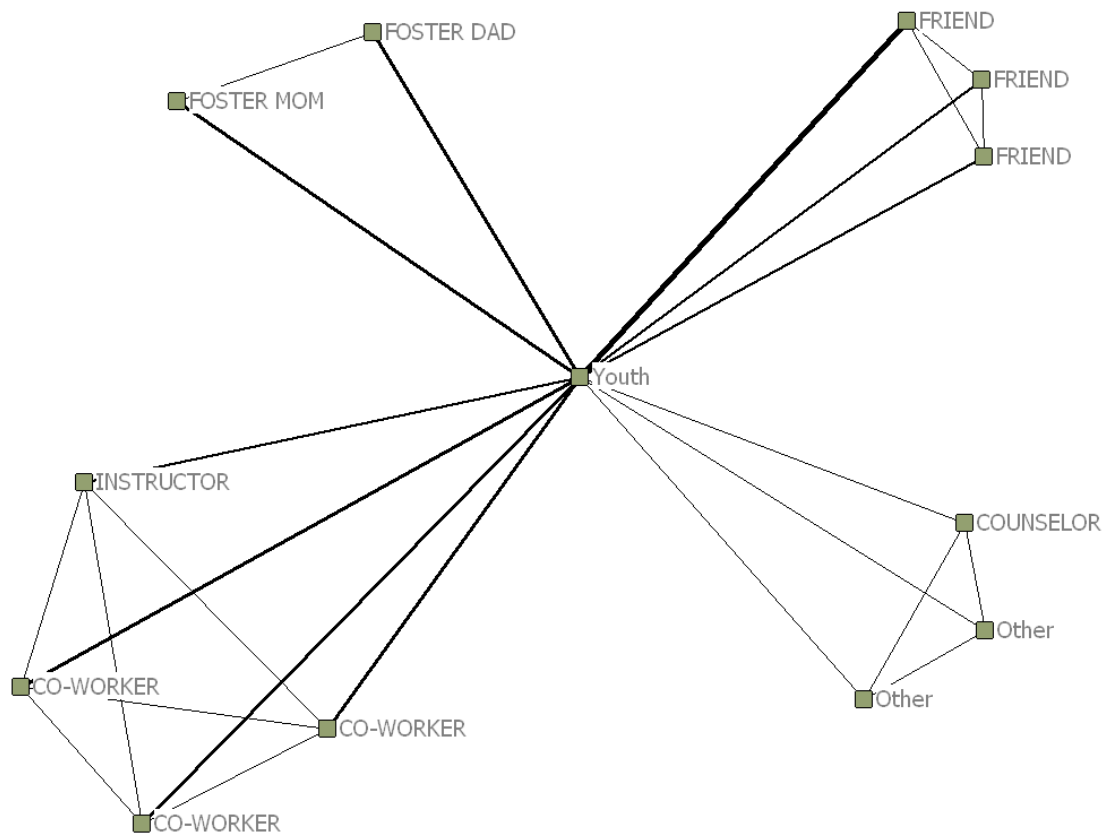 FRIEND
FOSTER DAD
FRIEND
FOSTER MOM
FRIEND
Youth
INSTRUCTOR
COUNSELOR
Other
CO-WORKER
Other
CO-WORKER
CO-WORKER